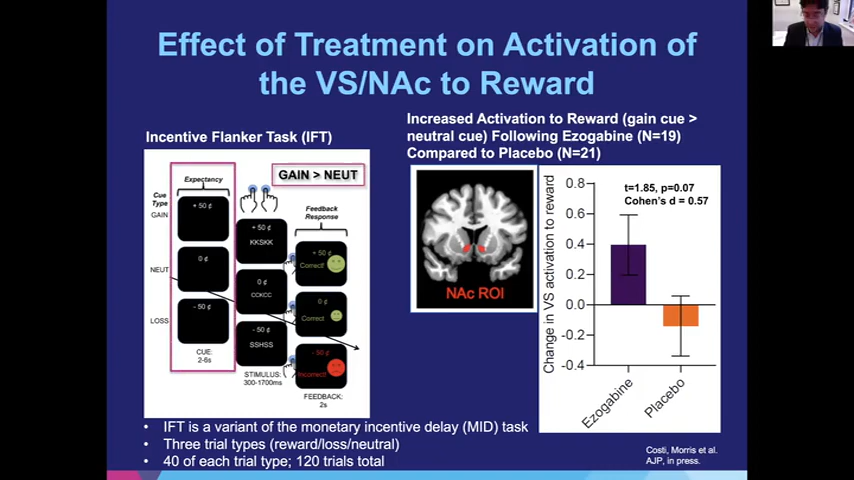 Effect of Treatment on Activation of
the VS/NAc to Reward
Incentive Flanker Task (IFT)
Expectancy
Cue
Type
GAIN
NEUT
LOSS
+ 50 ¢
0 ¢
- 50 ¢
CUE:
2-6s
GAIN > NEUT
+ 50 ¢
KKSKK
0 ¢
CCKCC
- 50 ¢
SSHSS
STIMULUS:
300-1700ms
Feedback
Response
+ 50 ¢
Correct!
0 ¢
Correct
- 50 ¢
Incorrect!
FEEDBACK:
2s
Increased Activation to Reward (gain cue >
neutral cue) Following Ezogabine (N=19)
Compared to Placebo (N=21)
NAc ROI
Change in VS activation to reward
0.8
0.6
0.4
0.2
0.0
-0.2
-0.4
t=1.85, p=0.07
Cohen's d = 0.57
Ezogabine
Placebo
• IFT is a variant of the monetary incentive delay (MID) task
• Three trial types (reward/loss/neutral)
• 40 of each trial type; 120 trials total
Costi, Morris et al.
AJP, in press.